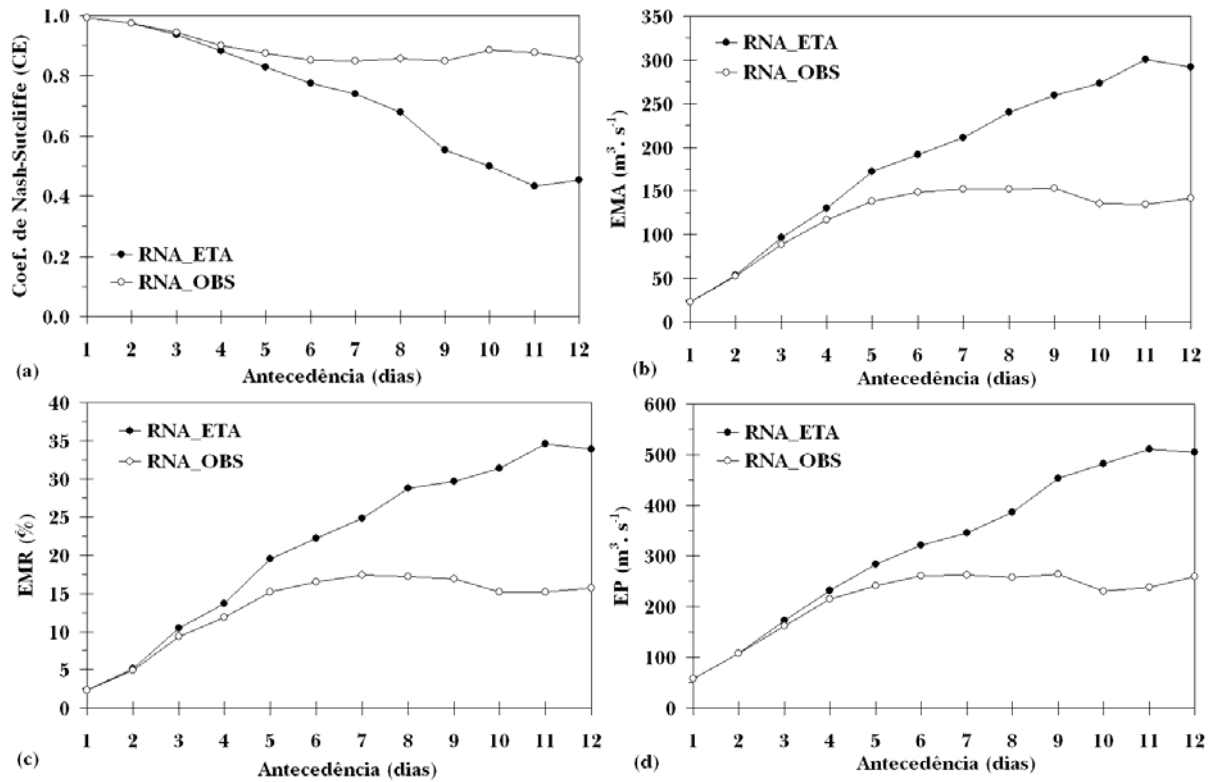 Coef. de Nash-Sutcliffe (CE)
1.0
0.8
0.6
0.4
0.2
0.0
RNA_ETA
RNA_OBS
1 2 3 4 5 6 7 8 9 10 11 12
(a)
Antecedência (dias)
EMA (m³. s⁻¹)
350
300
250
200
150
100
50
0
RNA_ETA
RNA_OBS
1 2 3 4 5 6 7 8 9 10 11 12
(b)
Antecedência (dias)
EMR (%)
40
35
30
25
20
15
10
5
0
RNA_ETA
RNA_OBS
1 2 3 4 5 6 7 8 9 10 11 12
(c)
Antecedência (dias)
EP (m³. s⁻¹)
600
500
400
300
200
100
0
RNA_ETA
RNA_OBS
1 2 3 4 5 6 7 8 9 10 11 12
(d)
Antecedência (dias)